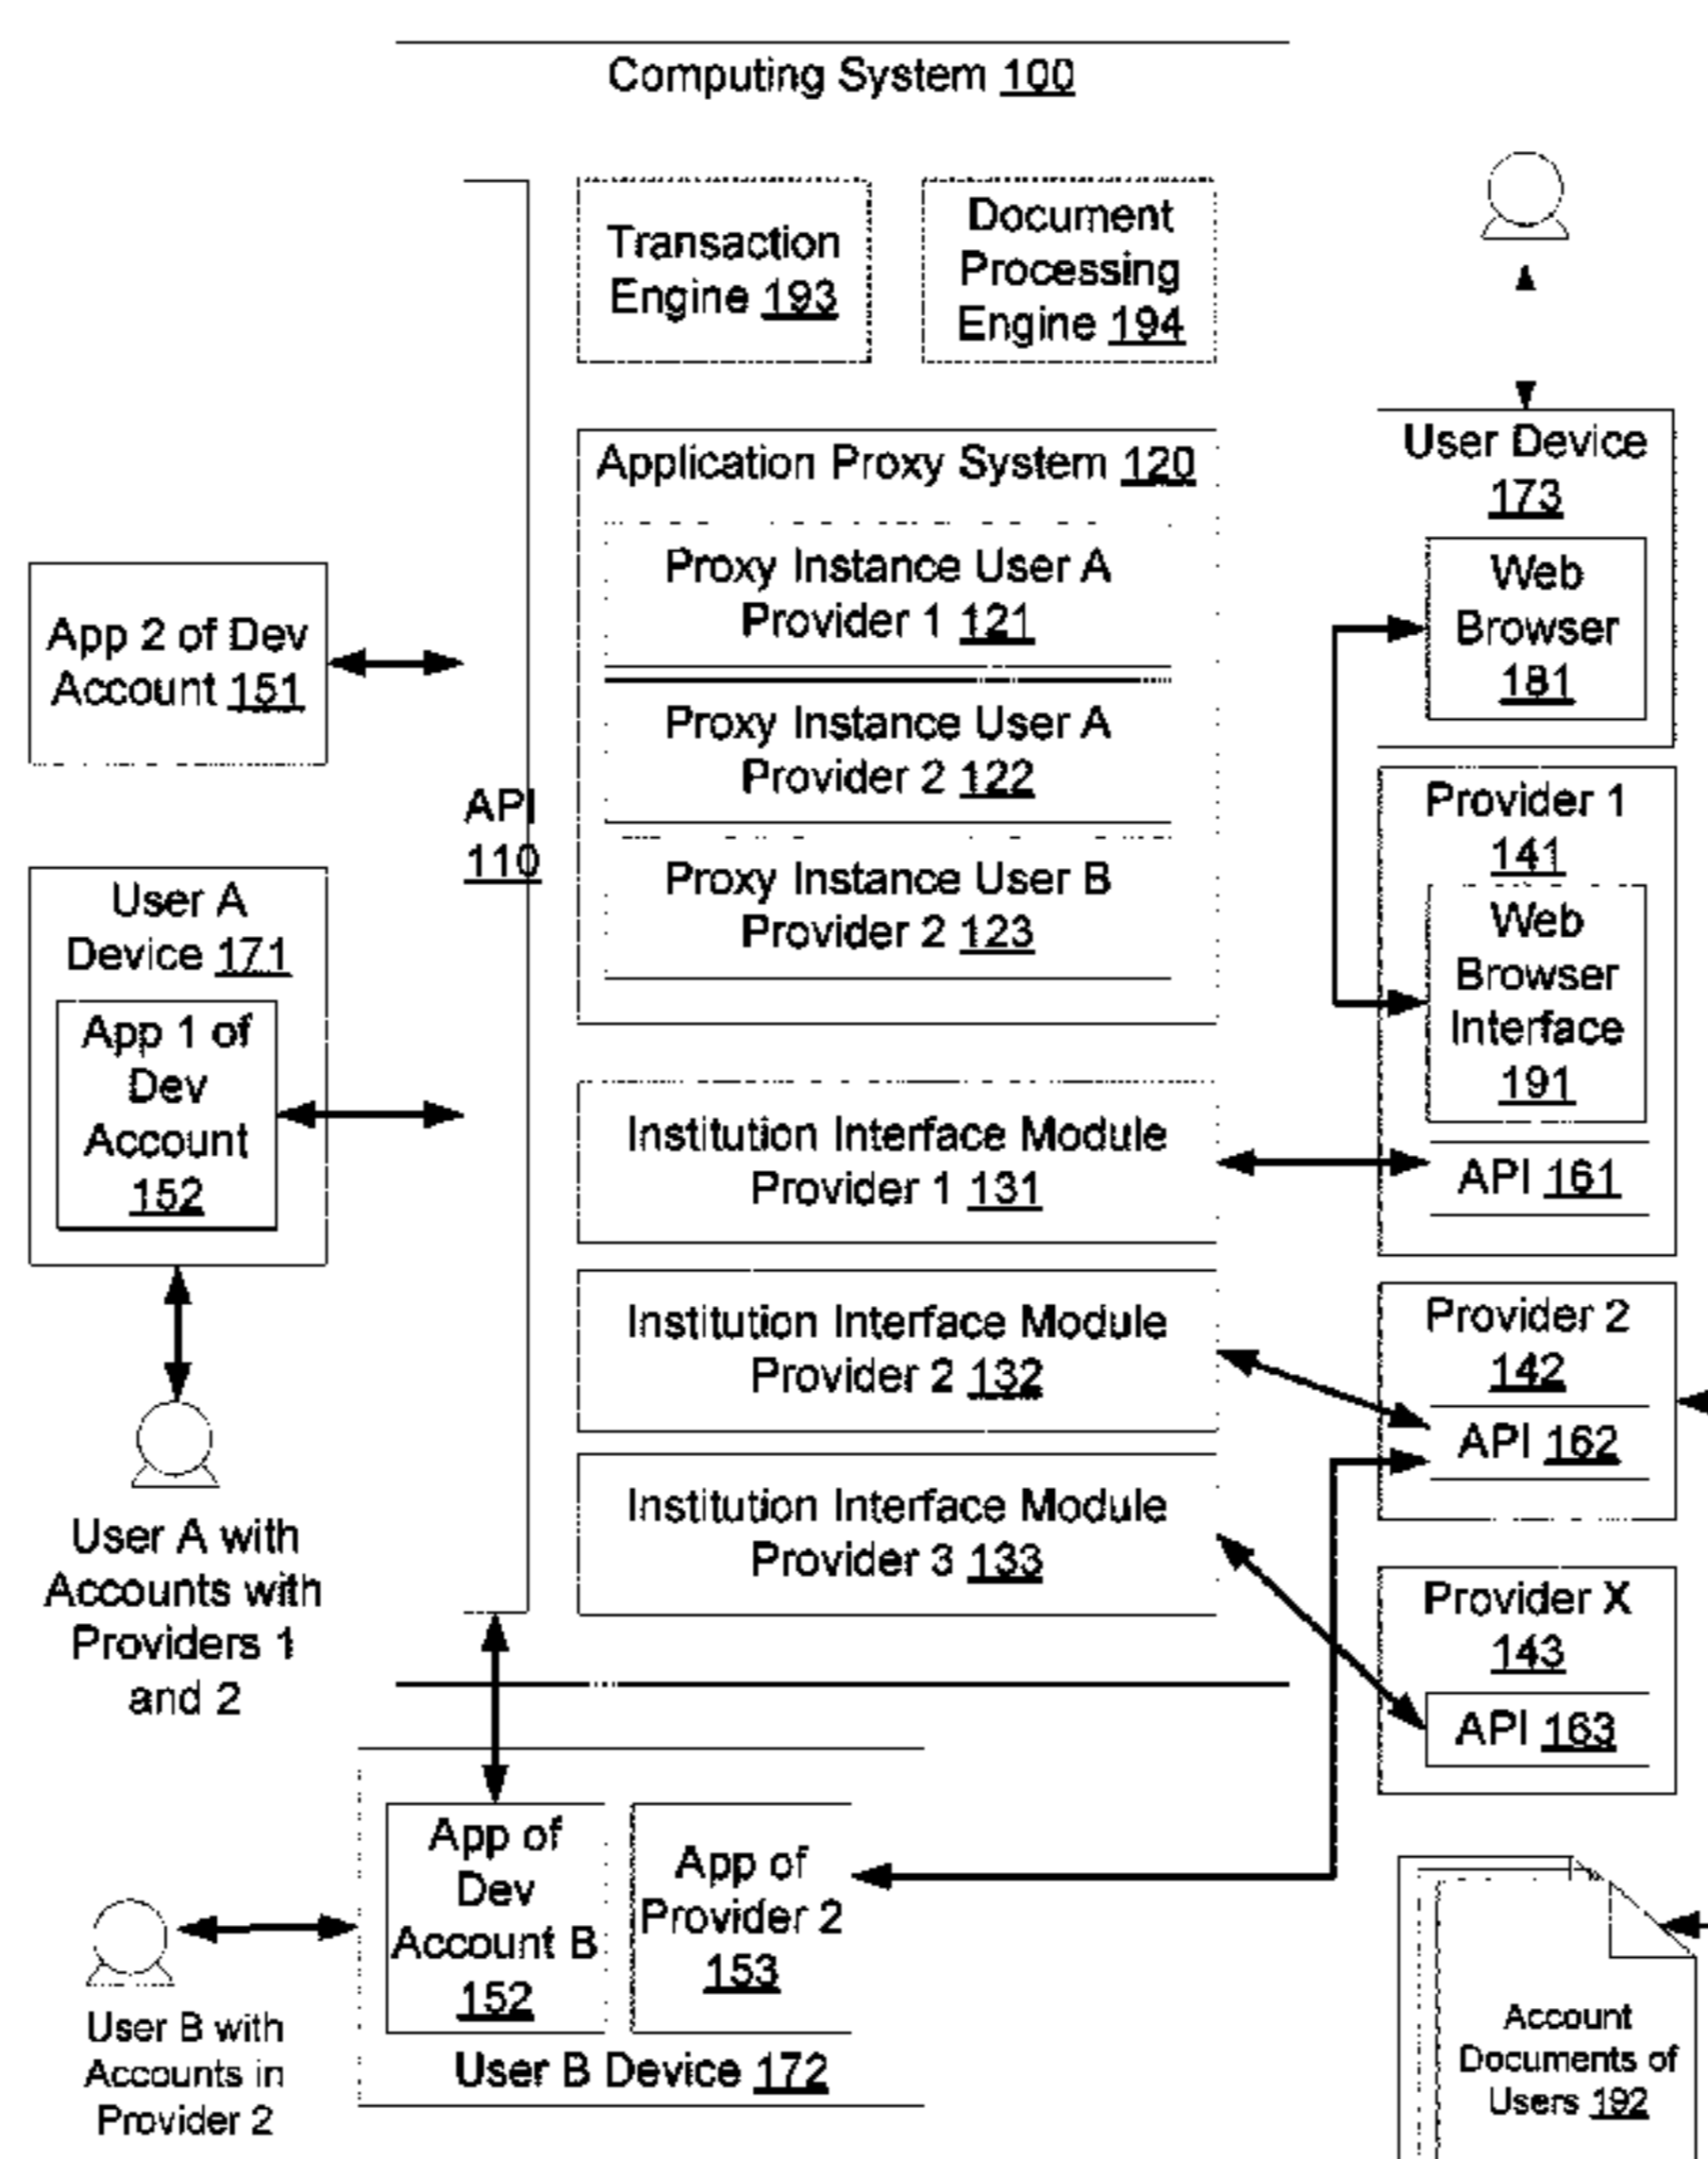 Computing System 100
Transaction
Engine 193
Document
Processing
Engine 194
Application Proxy System 120
Proxy Instance User A
Provider 1 121
Proxy Instance User A
Provider 2 122
Proxy Instance User B
Provider 2 123
Institution Interface Module
Provider 1 131
Institution Interface Module
Provider 2 132
Institution Interface Module
Provider 3 133
API
110
App 2 of Dev
Account 151
User A
Device 171
App 1 of
Dev
Account
152
User A with
Accounts with
Providers 1
and 2
User Device
173
Web
Browser
181
Provider 1
141
Web
Browser
Interface
191
API 161
Provider 2
142
API 162
Provider X
143
API 163
App of
Dev
Account B
152
App of
Provider 2
153
User B Device 172
User B with
Accounts in
Provider 2
Account
Documents of
Users 192